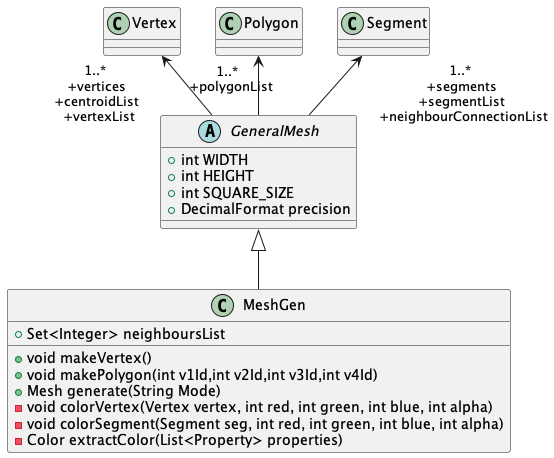 C Vertex
C Polygon
C Segment
1..*
+vertices
+centroidList
+vertexList
1..*
+polygonList
1..*
+segments
+segmentList
+neighbourConnectionList
A GeneralMesh
int WIDTH
int HEIGHT
int SQUARE_SIZE
DecimalFormat precision
C MeshGen
Set<Integer> neighboursList
void makeVertex()
void makePolygon(int v1Id,int v2Id,int v3Id,int v4Id)
Mesh generate(String Mode)
void colorVertex(Vertex vertex, int red, int green, int blue, int alpha)
void colorSegment(Segment seg, int red, int green, int blue, int alpha)
Color extractColor(List<Property> properties)